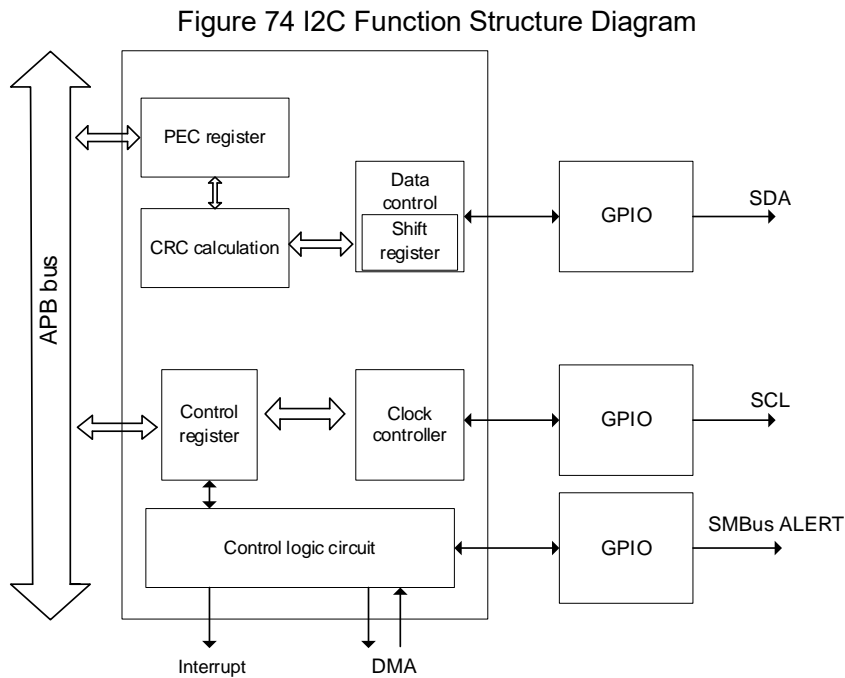 Figure 74 I2C Function Structure Diagram
PEC register
CRC calculation
Data
control
Shift
register
GPIO
SDA
APB bus
Control
register
Clock
controller
GPIO
SCL
Control logic circuit
GPIO
SMBus ALERT
Interrupt
DMA